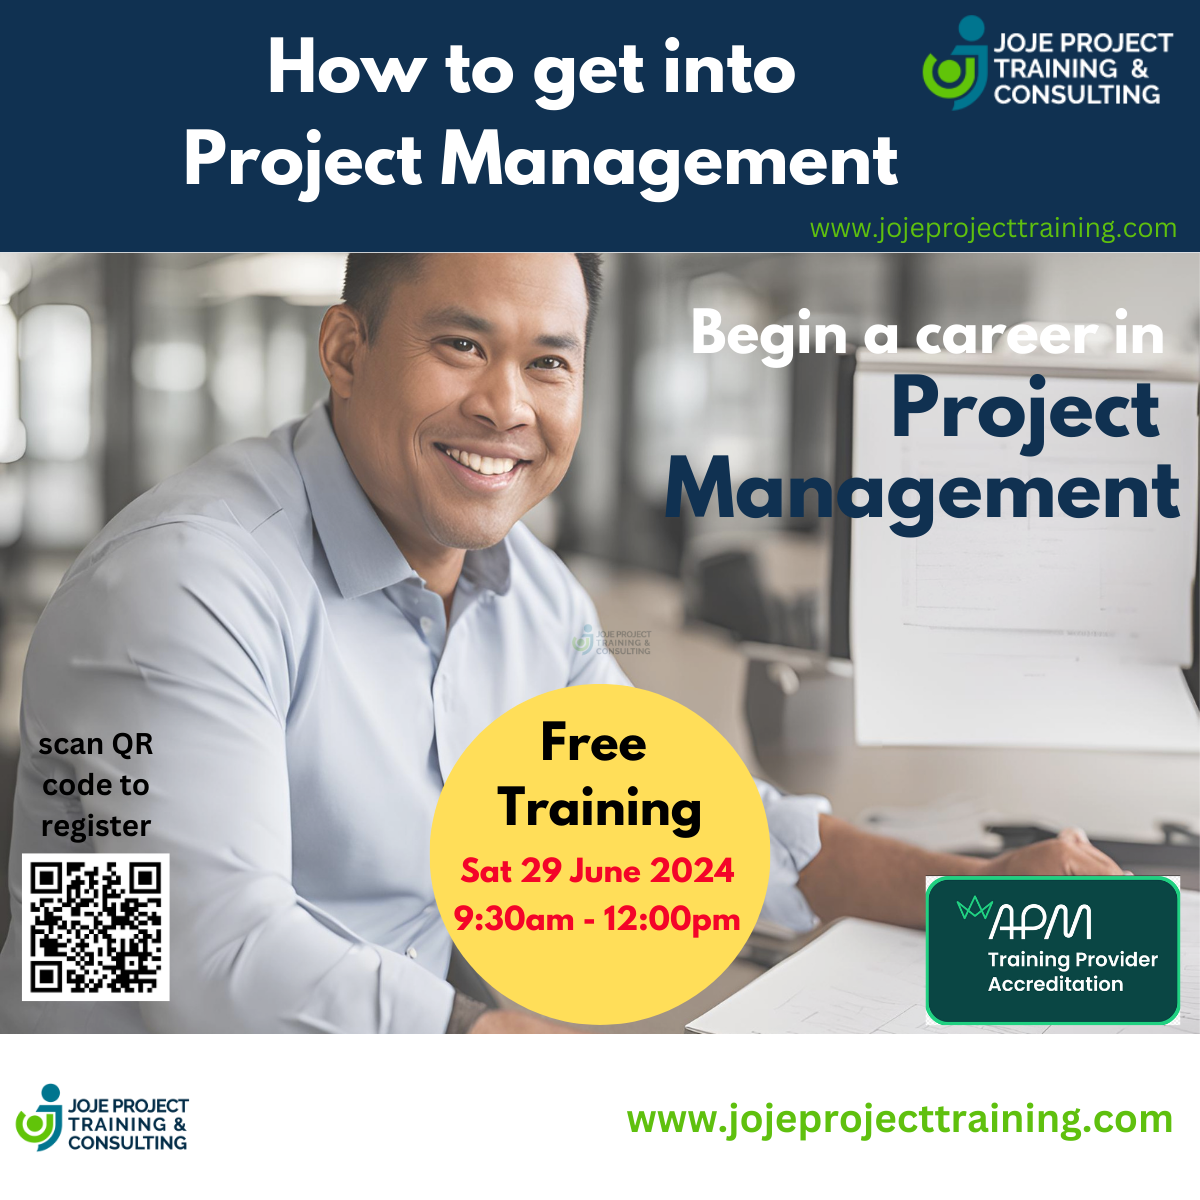 How to get into
Project Management
JOJE PROJECT
TRAINING &
CONSULTING
www.jojeprojecttraining.com
Begin a career in
Project
Management
JOJE PROJECT
TRAINING &
CONSULTING
scan QR
code to
register
Free
Training
Sat 29 June 2024
9:30am - 12:00pm
APM
Training Provider
Accreditation
JOJE PROJECT
TRAINING &
CONSULTING
www.jojeprojecttraining.com